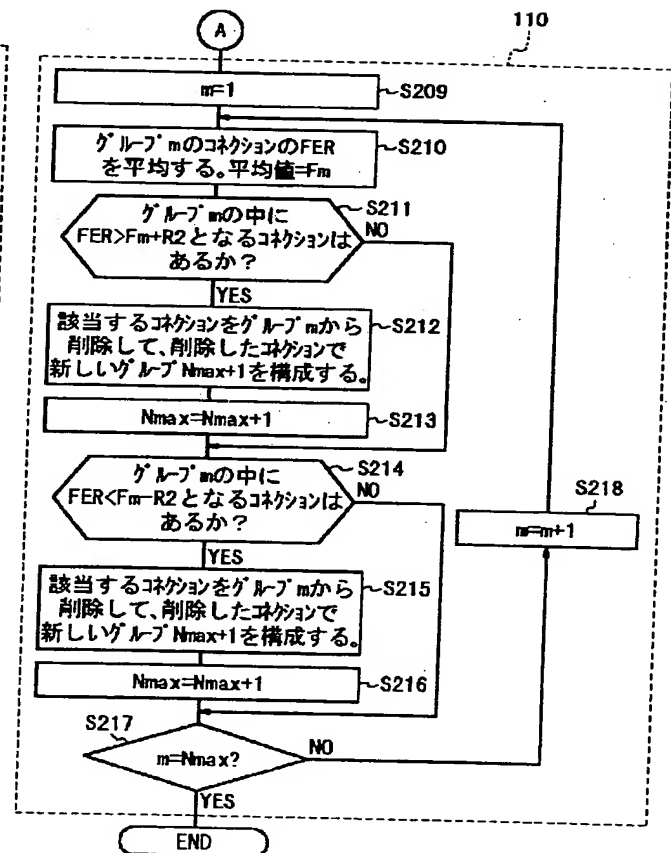 A
110
m=1
S209
グループmのコネクションのFER
を平均する。平均値=Fm
S210
グループmの中に
FER>Fm+R2となるコネクションは
あるか?
S211
NO
YES
該当するコネクションをグループmから
削除して、削除したコネクションで
新しいグループNmax+1を構成する。
S212
Nmax=Nmax+1
S213
グループmの中に
FER<Fm-R2となるコネクションは
あるか?
S214
NO
S218
m=m+1
YES
該当するコネクションをグループmから
削除して、削除したコネクションで
新しいグループNmax+1を構成する。
S215
Nmax=Nmax+1
S216
S217
m=Nmax?
NO
YES
END